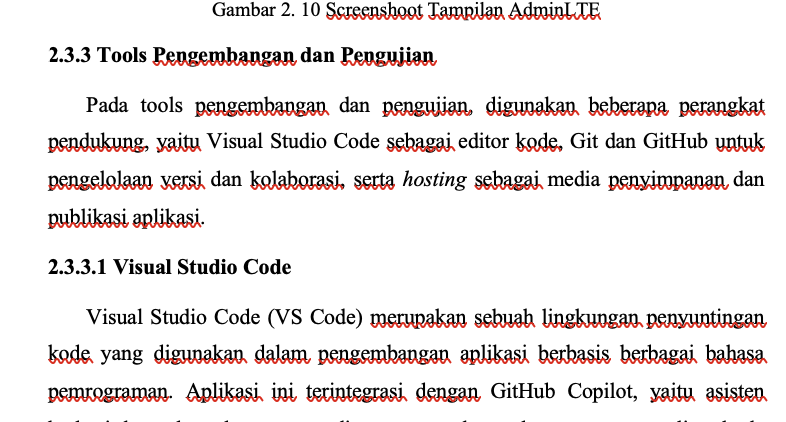 Gambar 2. 10 Screenshoot Tampilan AdminLTE
2.3.3 Tools Pengembangan dan Pengujian
Pada tools pengembangan dan pengujian, digunakan beberapa perangkat
pendukung, yaitu Visual Studio Code sebagai editor kode, Git dan GitHub untuk
pengelolaan versi dan kolaborasi, serta hosting sebagai media penyimpanan dan
publikasi aplikasi.
2.3.3.1 Visual Studio Code
Visual Studio Code (VS Code) merupakan sebuah lingkungan penyuntingan
kode yang digunakan dalam pengembangan aplikasi berbasis berbagai bahasa
pemrograman. Aplikasi ini terintegrasi dengan GitHub Copilot, yaitu asisten